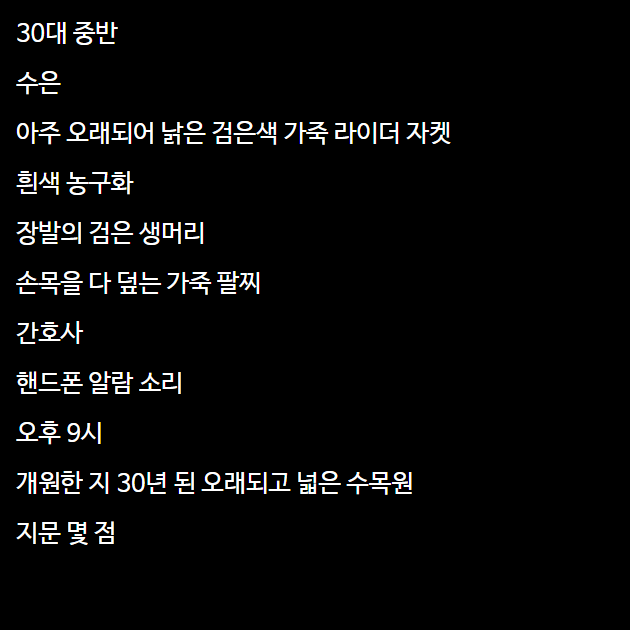 30대 중반
수은
아주 오래되어 낡은 검은색 가죽 라이더 자켓
흰색 농구화
장발의 검은 생머리
손목을 다 덮는 가죽 팔찌
간호사
핸드폰 알람 소리
오후 9시
개원한 지 30년 된 오래되고 넓은 수목원
지문 몇 점